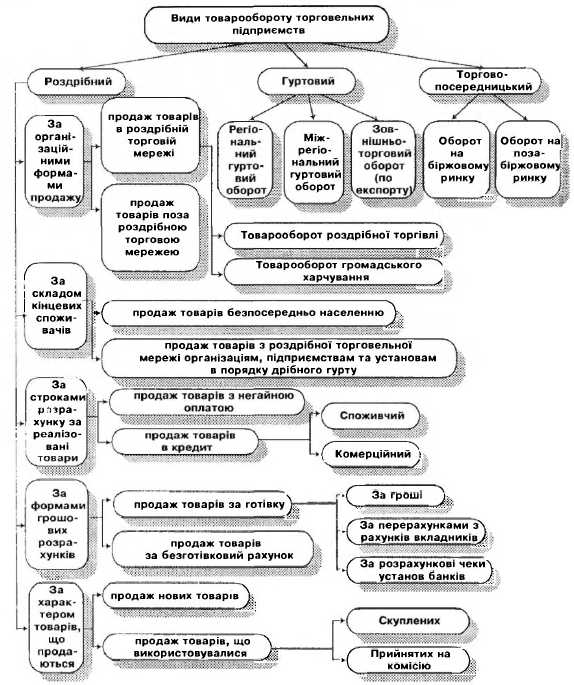 Види товарообороту торговельних
підприємств
Роздрібний
Гуртовий
Торгово-
посередницький
За
органі-
зацій-
ними
форма-
ми
продажу
продаж товарів
в роздрібній
торговій
мережі
продаж
товарів поза
роздрібною
торговою
мережею
Регіо-
наль-
ний
гурто-
вий
оборот
Між-
регіо-
нальний
гуртовий
оборот
Зов-
нішньо-
торговий
оборот
(по
експорту)
Оборот
на
біржовому
ринку
Оборот на
поза-
біржовому
ринку
Товарооборот роздрібної торгівлі
Товарооборот громадського
харчування
За
складом
кінцевих
спожи-
вачів
продаж товарів безпосередньо населенню
продаж товарів з роздрібної торговельної
мережі організаціям, підприємствам та установам
в порядку дрібного гурту
За
строками
розра-
хунку за
реалізо-
вані
товари
продаж товарів з негайною
оплатою
продаж товарів
в кредит
Споживчий
Комерційний
За
формами
грошо-
вих
розра-
хунків
продаж товарів за готівку
продаж товарів
за безготівковий рахунок
За гроші
За перерахунками з
рахунків вкладників
За розрахункові чеки
установ банків
За
харак-
тером
товарів,
що
прода-
ються
продаж нових товарів
продаж товарів, що
використовувалися
Скуплених
Прийнятих на
комісію